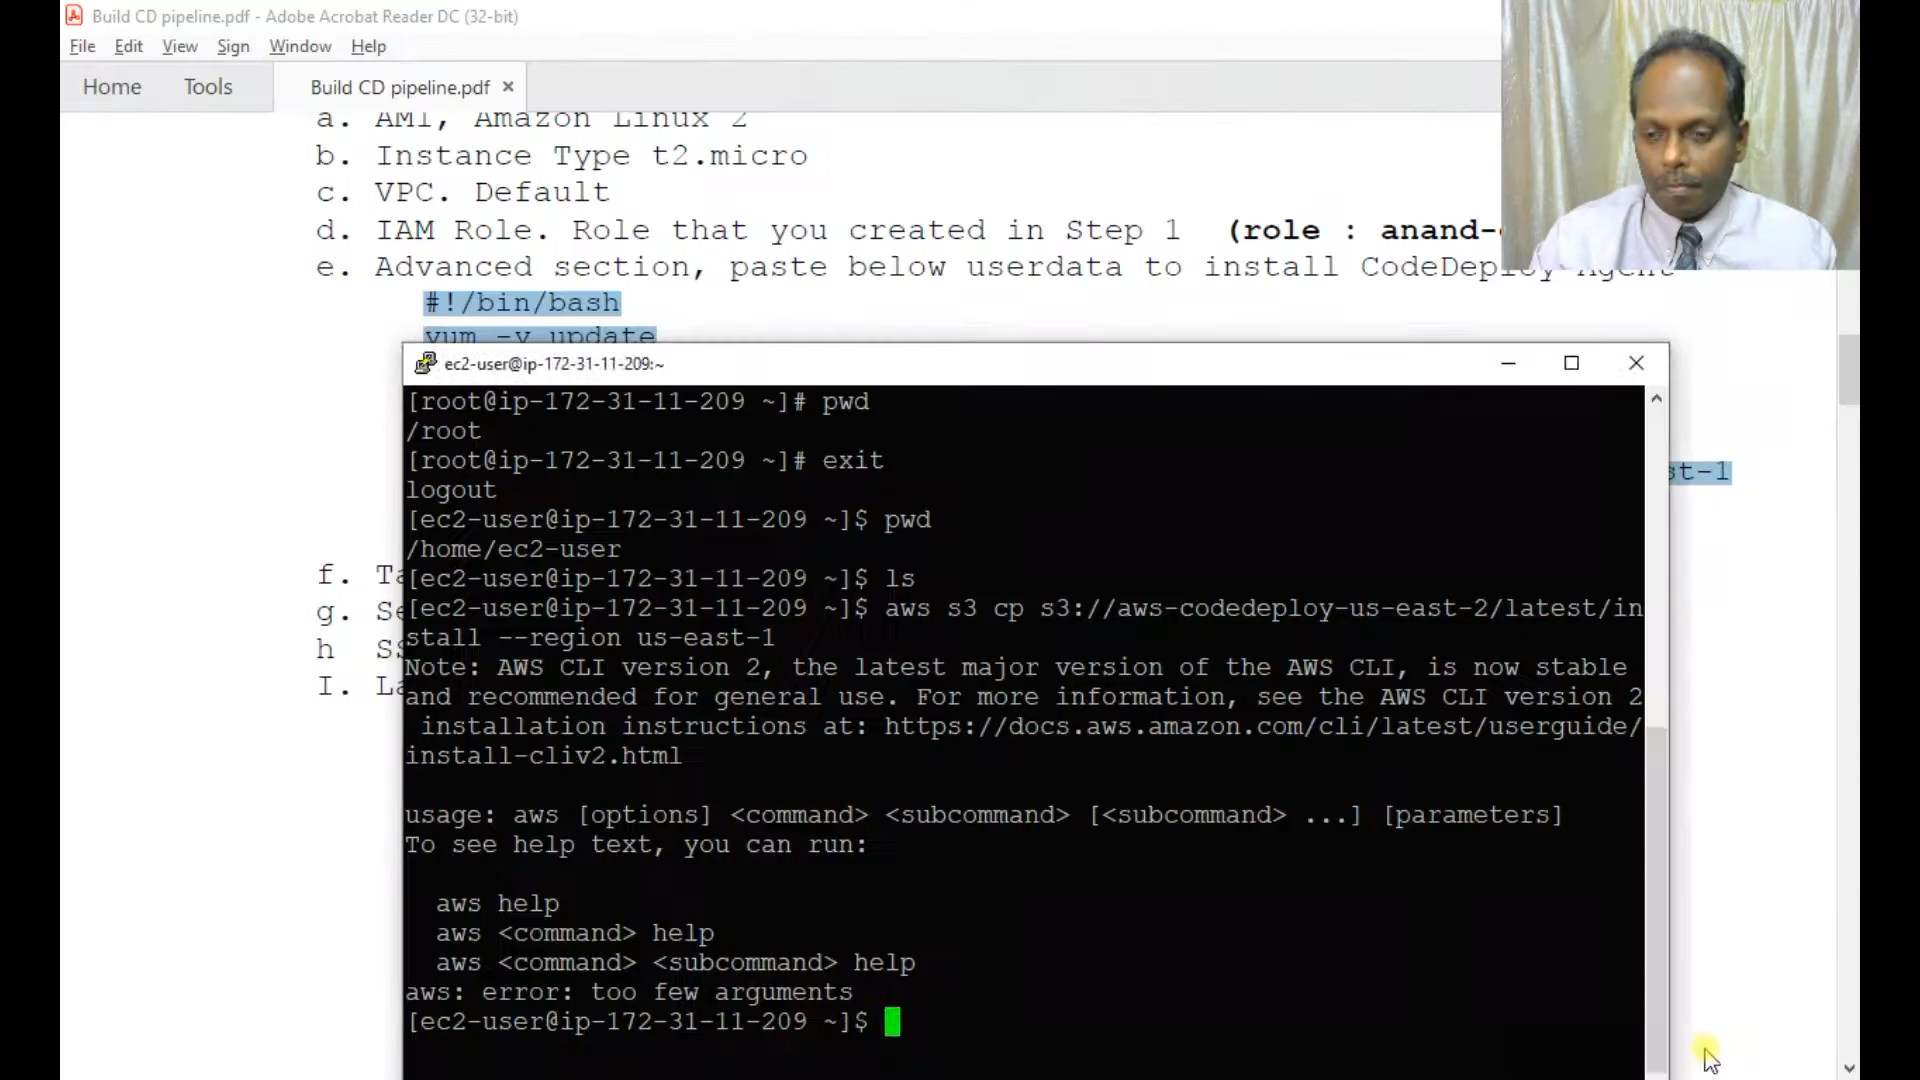 Build CD pipeline.pdf - Adobe Acrobat Reader DC (32-bit)
File Edit View Sign Window Help
Home Tools Build CD pipeline.pdf ×
a. AMI, Amazon Linux 2
b. Instance Type t2.micro
c. VPC. Default
d. IAM Role. Role that you created in Step 1 (role : anand-
e. Advanced section, paste below userdata to install CodeDeploy Agent
#!/bin/bash
yum -y update
st-1
f. Ta
g. Se
h SS
I. La
ec2-user@ip-172-31-11-209:~
[root@ip-172-31-11-209 ~]# pwd
/root
[root@ip-172-31-11-209 ~]# exit
logout
[ec2-user@ip-172-31-11-209 ~]$ pwd
/home/ec2-user
[ec2-user@ip-172-31-11-209 ~]$ ls
[ec2-user@ip-172-31-11-209 ~]$ aws s3 cp s3://aws-codedeploy-us-east-2/latest/in
stall --region us-east-1
Note: AWS CLI version 2, the latest major version of the AWS CLI, is now stable
and recommended for general use. For more information, see the AWS CLI version 2
installation instructions at: https://docs.aws.amazon.com/cli/latest/userguide/
install-cliv2.html
usage: aws [options] <command> <subcommand> [<subcommand> ...] [parameters]
To see help text, you can run:
aws help
aws <command> help
aws <command> <subcommand> help
aws: error: too few arguments
[ec2-user@ip-172-31-11-209 ~]$